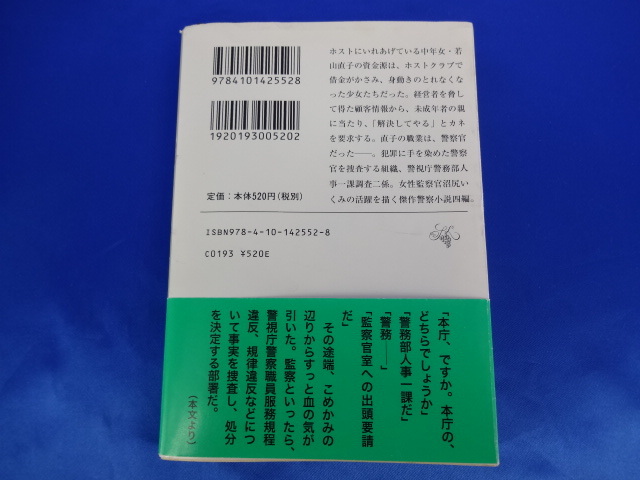 9784101425528
1920193005202
定価：本体520円(税別)
ホストにいれあげている中年女・若
山直子の資金源は、ホストクラブで
借金がかさみ、身動きのとれなくな
った少女たちだった。経営者を脅し
て得た顧客情報から、未成年者の親
に当たり、「解決してやる」とカネ
を要求する。直子の職業は、警察官
だった――。犯罪に手を染めた警察
官を捜査する組織、警視庁警務部人
事一課調査二係。女性監察官沼尻い
くみの活躍を描く傑作警察小説四編。
ISBN978-4-10-142552-8
C0193 ¥520E
「本庁、ですか。本庁の、
どちらでしょうか」
「警務部人事一課だ」
「警務――」
「監察官室への出頭要請
だ」
その途端、こめかみの
辺りからすっと血の気が
引いた。監察といったら、
警視庁警察職員服務規程
違反、規律違反などにつ
いて事実を捜査し、処分
を決定する部署だ。
（本文より）